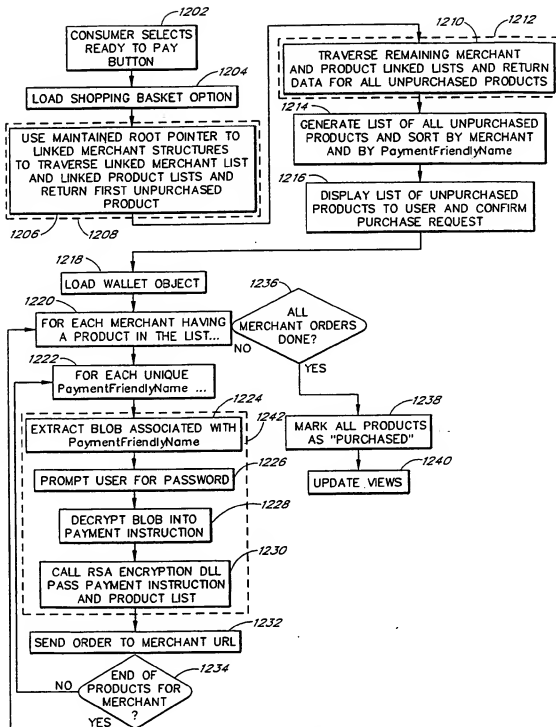 1202
CONSUMER SELECTS
READY TO PAY
BUTTON
1204
LOAD SHOPPING BASKET OPTION
USE MAINTAINED ROOT POINTER TO
LINKED MERCHANT STRUCTURES
TO TRAVERSE LINKED MERCHANT LIST
AND LINKED PRODUCT LISTS AND
RETURN FIRST UNPURCHASED
PRODUCT
1206
1208
1210
1212
TRAVERSE REMAINING MERCHANT
AND PRODUCT LINKED LISTS AND RETURN
DATA FOR ALL UNPURCHASED PRODUCTS
1214
GENERATE LIST OF ALL UNPURCHASED
PRODUCTS AND SORT BY MERCHANT
AND BY PaymentFriendlyName
1216
DISPLAY LIST OF UNPURCHASED
PRODUCTS TO USER AND CONFIRM
PURCHASE REQUEST
1218
LOAD WALLET OBJECT
1220
FOR EACH MERCHANT HAVING
A PRODUCT IN THE LIST...
1222
FOR EACH UNIQUE
PaymentFriendlyName ...
1224
1242
EXTRACT BLOB ASSOCIATED WITH
PaymentFriendlyName
1226
PROMPT USER FOR PASSWORD
1228
DECRYPT BLOB INTO
PAYMENT INSTRUCTION
1230
CALL RSA ENCRYPTION DLL
PASS PAYMENT INSTRUCTION
AND PRODUCT LIST
1232
SEND ORDER TO MERCHANT URL
1234
END OF
PRODUCTS FOR
MERCHANT
?
NO
YES
1236
ALL
MERCHANT ORDERS
DONE?
NO
YES
1238
MARK ALL PRODUCTS
AS "PURCHASED"
1240
UPDATE VIEWS